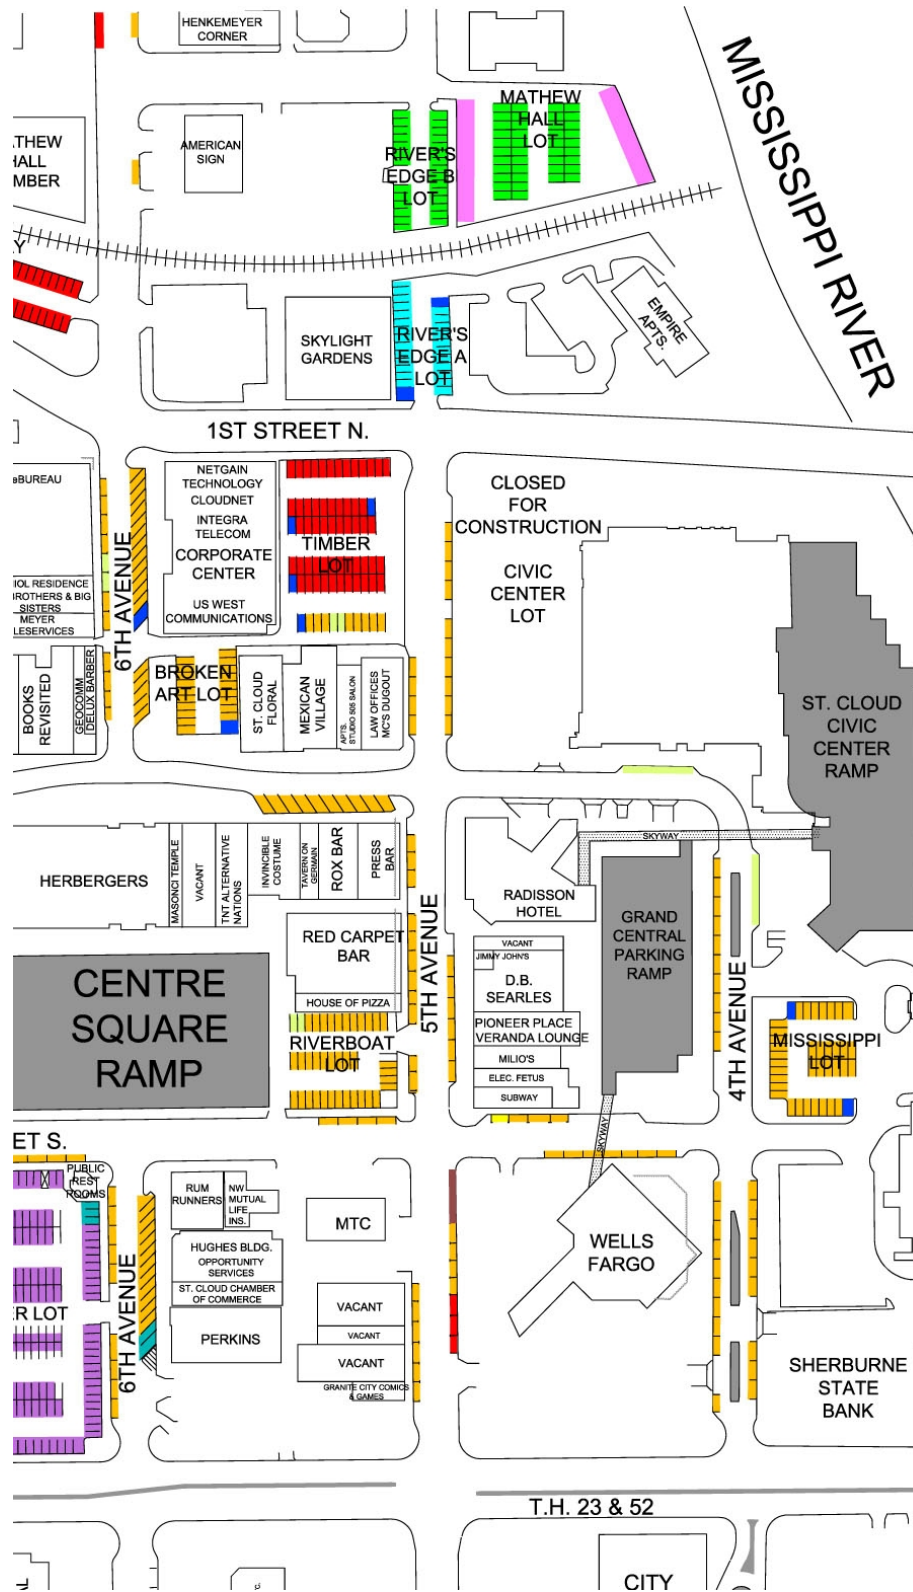 HENKEMEYER
CORNER
MISSISSIPPI RIVER
MATHEW
HALL
LOT
ATHEW
HALL
MBER
AMERICAN
SIGN
RIVER'S
EDGE B
LOT
Y
SKYLIGHT
GARDENS
RIVER'S
EDGE A
LOT
EMPIRE
APTS.
1ST STREET N.
BUREAU
NETGAIN
TECHNOLOGY
CLOUDNET
INTEGRA
TELECOM
CORPORATE
CENTER
US WEST
COMMUNICATIONS
TIMBER
LOT
CLOSED
FOR
CONSTRUCTION
CIVIC
CENTER
LOT
6TH AVENUE
IOL RESIDENCE
BROTHERS & BIG
SISTERS
MEYER
LESERVICES
BOOKS
REVISITED
GEOCOMM
DELUX BARBER
BROKEN
ART LOT
ST. CLOUD
FLORAL
MEXICAN
VILLAGE
APTS.
STUDIO 505 SALON
LAW OFFICES
MC'S DUGOUT
ST. CLOUD
CIVIC
CENTER
RAMP
HERBERGERS
MASONCI TEMPLE
VACANT
TNT ALTERNATIVE
NATIONS
INVINCIBLE
COSTUME
TAVERN ON
GERMAIN
ROX BAR
PRESS
BAR
SKYWAY
RADISSON
HOTEL
GRAND
CENTRAL
PARKING
RAMP
RED CARPET
BAR
HOUSE OF PIZZA
5TH AVENUE
VACANT
JIMMY JOHN'S
D.B.
SEARLES
PIONEER PLACE
VERANDA LOUNGE
MILIO'S
ELEC. FETUS
SUBWAY
4TH AVENUE
CENTRE
SQUARE
RAMP
RIVERBOAT
LOT
MISSISSIPPI
LOT
SKYWAY
ET S.
PUBLIC
REST
ROOMS
RUM
RUNNERS
NW
MUTUAL
LIFE
INS.
MTC
WELLS
FARGO
HUGHES BLDG.
OPPORTUNITY
SERVICES
ST. CLOUD CHAMBER
OF COMMERCE
PERKINS
ER LOT
6TH AVENUE
VACANT
VACANT
VACANT
GRANITE CITY COMICS
& GAMES
SHERBURNE
STATE
BANK
T.H. 23 & 52
CITY